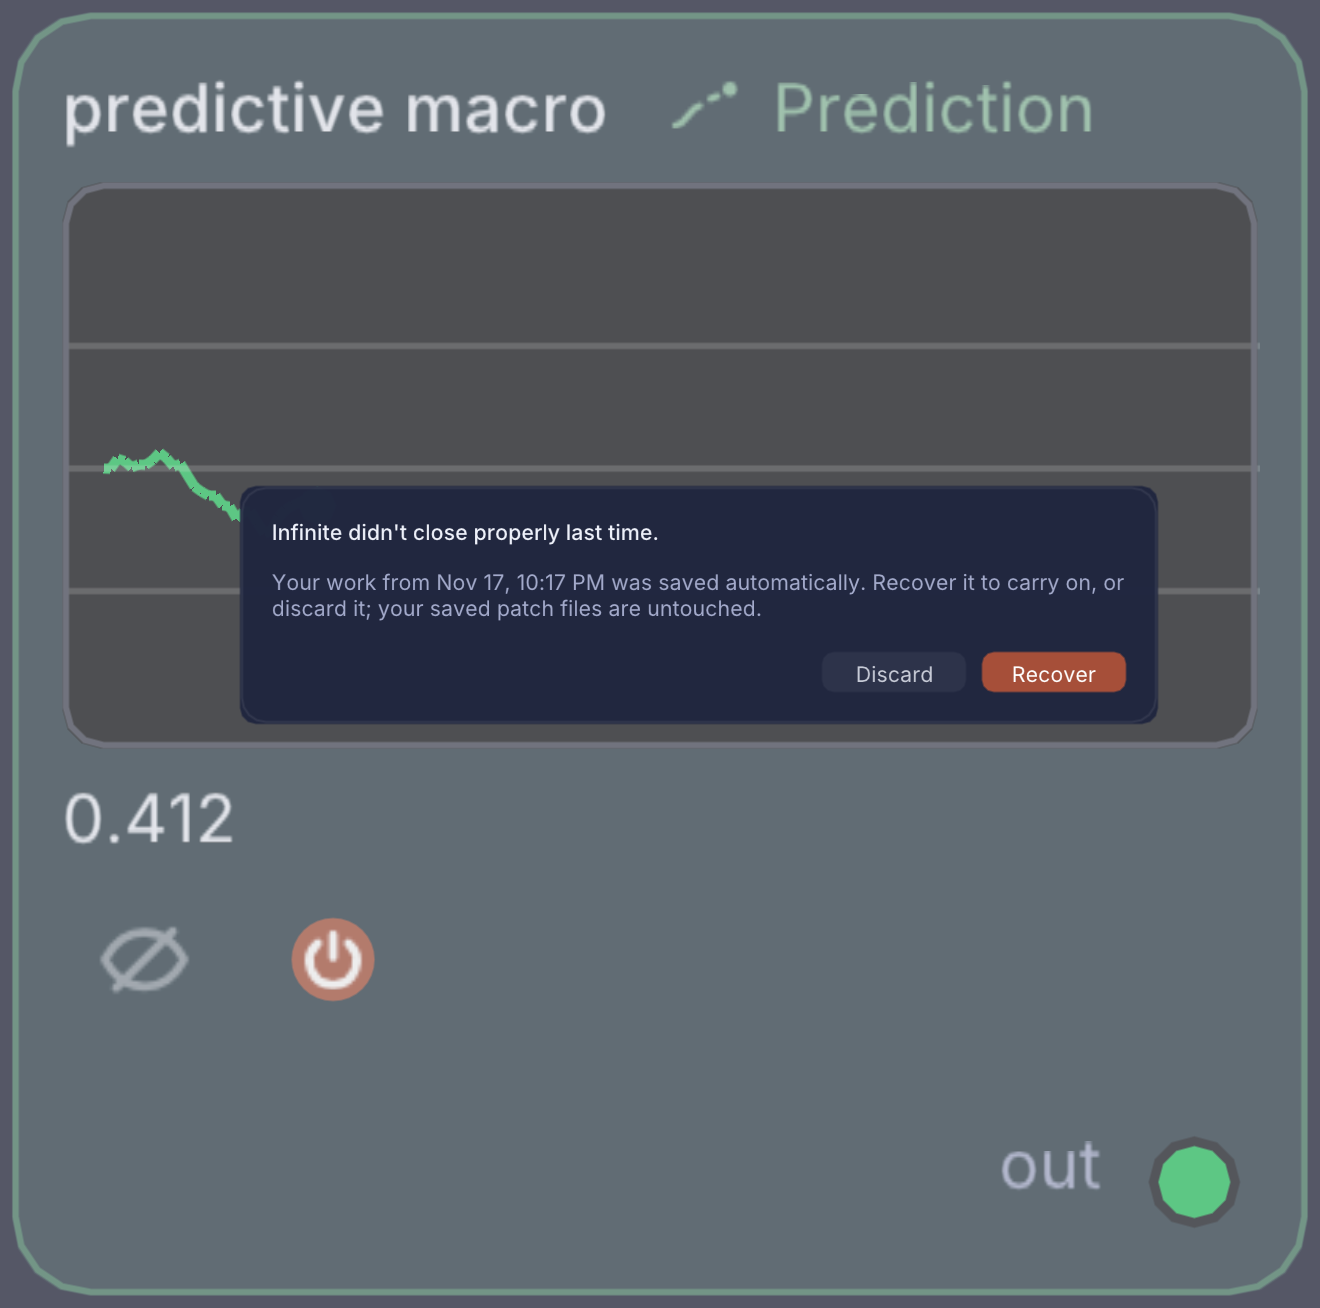 predictive macro Prediction
Infinite didn't close properly last time.
Your work from Nov 17, 10:17 PM was saved automatically. Recover it to carry on, or
discard it; your saved patch files are untouched.
Discard Recover
0.412
out